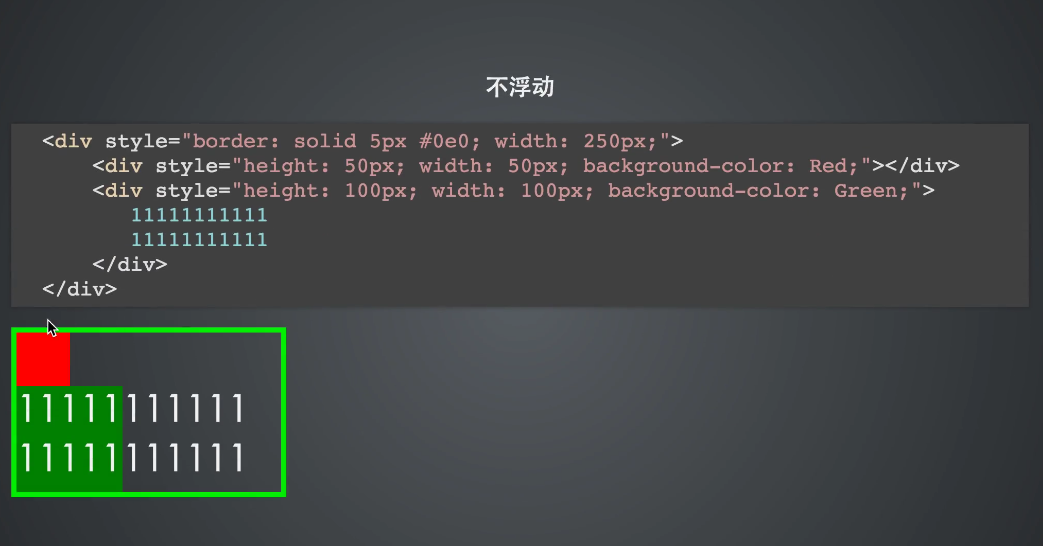 不浮动
<div style="border: solid 5px #0e0; width: 250px;">
<div style="height: 50px; width: 50px; background-color: Red;"></div>
<div style="height: 100px; width: 100px; background-color: Green;">
11111111111
11111111111
</div>
</div>
11111111111
11111111111